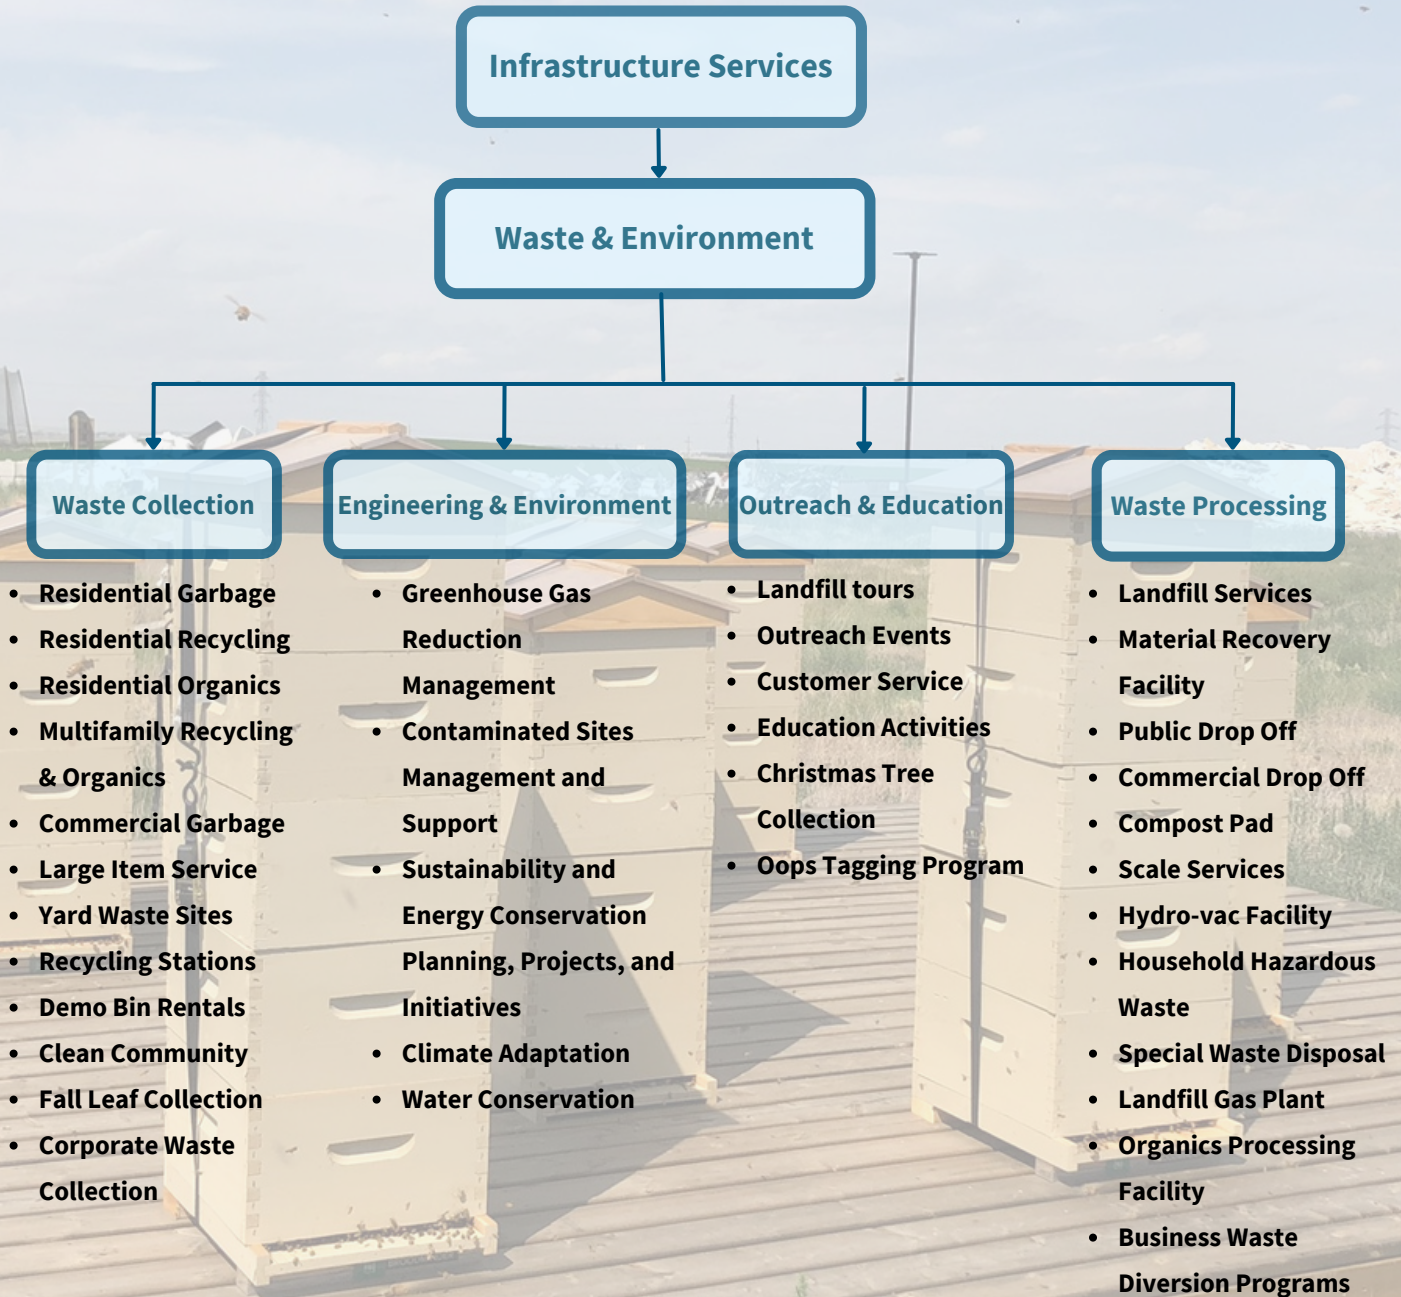 Infrastructure Services
Waste & Environment
Waste Collection
• Residential Garbage
• Residential Recycling
• Residential Organics
• Multifamily Recycling
& Organics
• Commercial Garbage
• Large Item Service
• Yard Waste Sites
• Recycling Stations
• Demo Bin Rentals
• Clean Community
• Fall Leaf Collection
• Corporate Waste
Collection
Engineering & Environment
• Greenhouse Gas
Reduction
Management
• Contaminated Sites
Management and
Support
• Sustainability and
Energy Conservation
Planning, Projects, and
Initiatives
• Climate Adaptation
• Water Conservation
Outreach & Education
• Landfill tours
• Outreach Events
• Customer Service
• Education Activities
• Christmas Tree
Collection
• Oops Tagging Program
Waste Processing
• Landfill Services
• Material Recovery
Facility
• Public Drop Off
• Commercial Drop Off
• Compost Pad
• Scale Services
• Hydro-vac Facility
• Household Hazardous
Waste
• Special Waste Disposal
• Landfill Gas Plant
• Organics Processing
Facility
• Business Waste
Diversion Programs